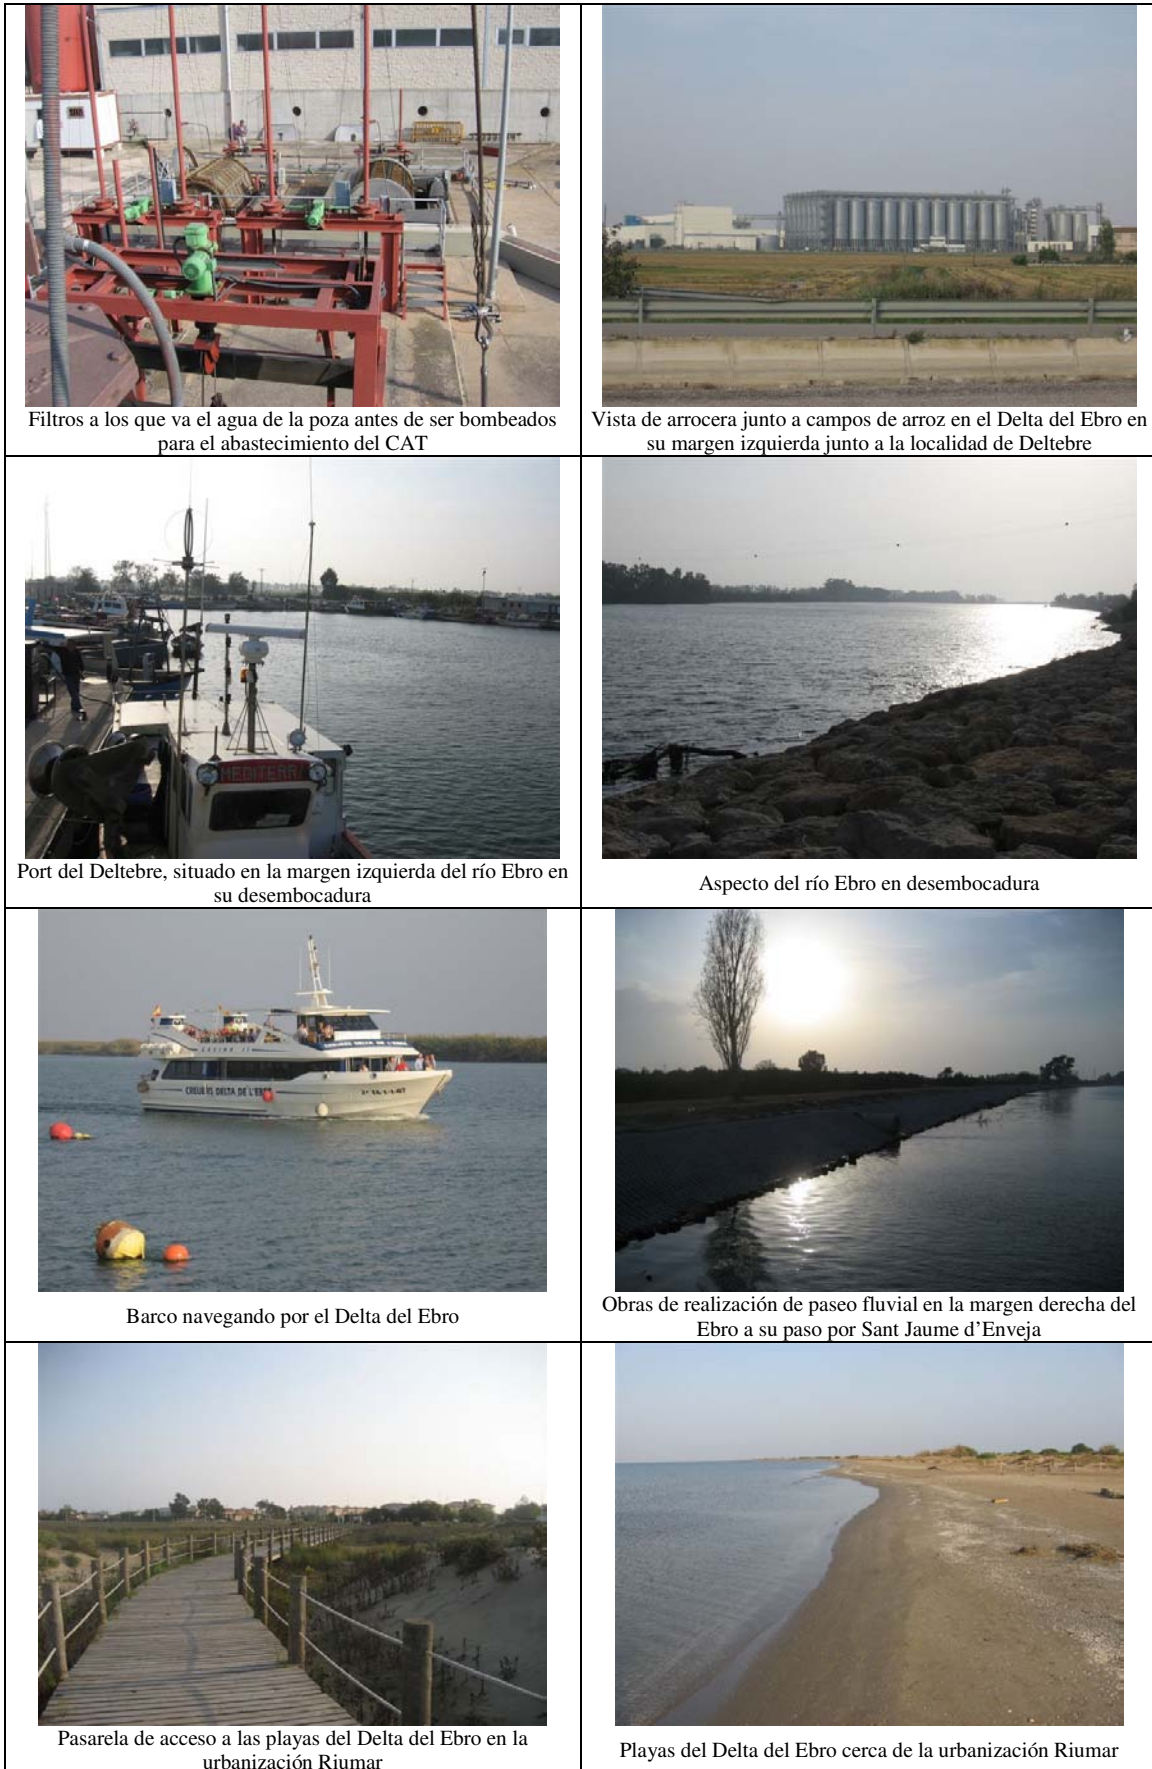 Filtros a los que va el agua de la poza antes de ser bombeados
para el abastecimiento del CAT
Vista de arrocera junto a campos de arroz en el Delta del Ebro en
su margen izquierda junto a la localidad de Deltebre
MEDITERR
Port del Deltebre, situado en la margen izquierda del río Ebro en
su desembocadura
Aspecto del río Ebro en desembocadura
CREUERS DELTA DE L'EBRE
Barco navegando por el Delta del Ebro
Obras de realización de paseo fluvial en la margen derecha del
Ebro a su paso por Sant Jaume d’Enveja
Pasarela de acceso a las playas del Delta del Ebro en la
urbanización Riumar
Playas del Delta del Ebro cerca de la urbanización Riumar